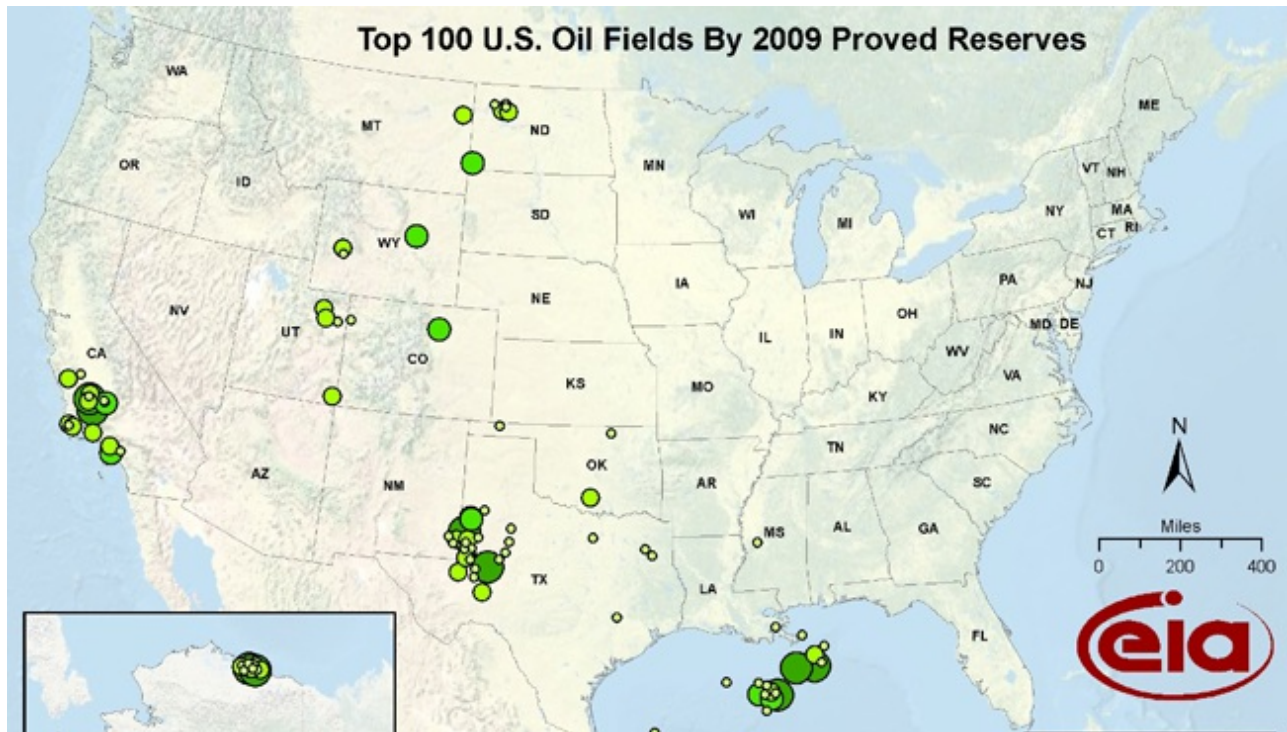 Top 100 U.S. Oil Fields By 2009 Proved Reserves
WA
ME
MT
ND
OR
MN
VT
NH
ID
SD
WI
NY
MA
MI
CT
RI
WY
IA
PA
NE
NJ
NV
OH
UT
IL
IN
MD
DE
CA
CO
WV
VA
KS
MO
KY
NC
TN
N
OK
AZ
NM
AR
SC
MS
AL
GA
Miles
0 200 400
TX
LA
FL
eia